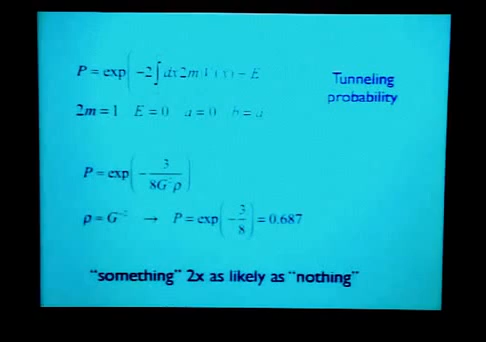 P = exp( -2∫ dx 2m V(x) - E
Tunneling
probability
2m = 1 E = 0 a = 0
P = exp( - 3/8G²ρ )
ρ = G⁻² → P = exp( - 3/8 ) = 0.687
"something" 2x as likely as "nothing"